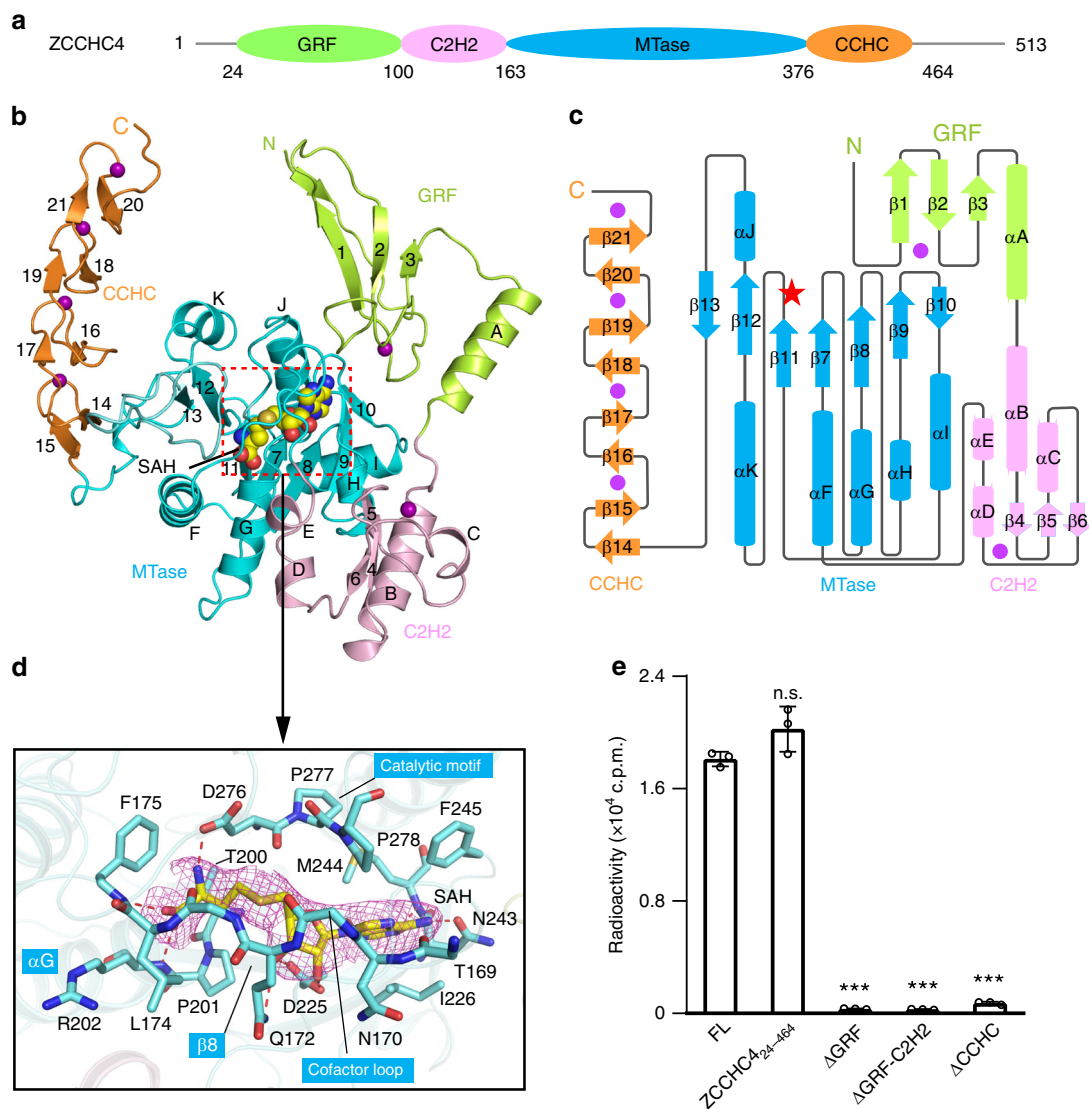 a
ZCCHC4 1 GRF C2H2 MTase CCHC 513
24 100 163 376 464
b
C
N
GRF
21 20
1 2 3
19 18
CCHC
K J
A
16
17
12 10
14 13
15
SAH
11 7 8 9 I
H
F G E 5 C
D
MTase
6 4
B
C2H2
c
N GRF
C
β1 β2 β3
αA
αJ
β21
β20
β13 β12
β10
β19
β9
β11 β7 β8
β18
αB
β17
αE αC
αI
β16
αK αF αG αH
β15
αD β4 β5 β6
β14
CCHC MTase C2H2
d
P277 Catalytic motif
D276
F175 F245
P278
T200 M244
SAH
N243
αG
T169
P201 D225 I226
R202 L174 Q172 N170
β8
Cofactor loop
e
2.4
n.s.
1.6
Radioactivity (×10⁴ c.p.m.)
0.8
*** *** ***
0
FL
ZCCHC4₂₄₋₄₆₄
ΔGRF
ΔGRF-C2H2
ΔCCHC